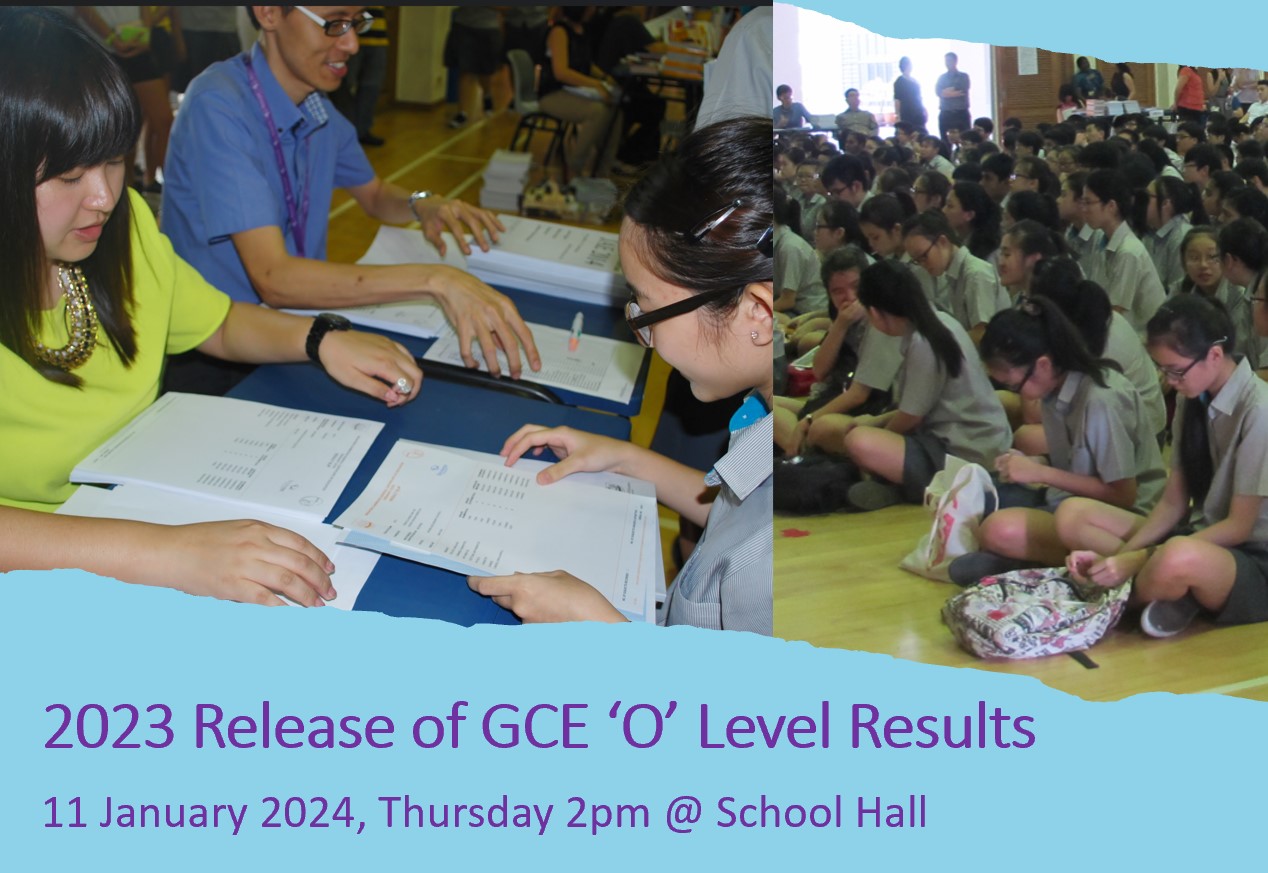 2023 Release of GCE ‘O’ Level Results
11 January 2024, Thursday 2pm @ School Hall